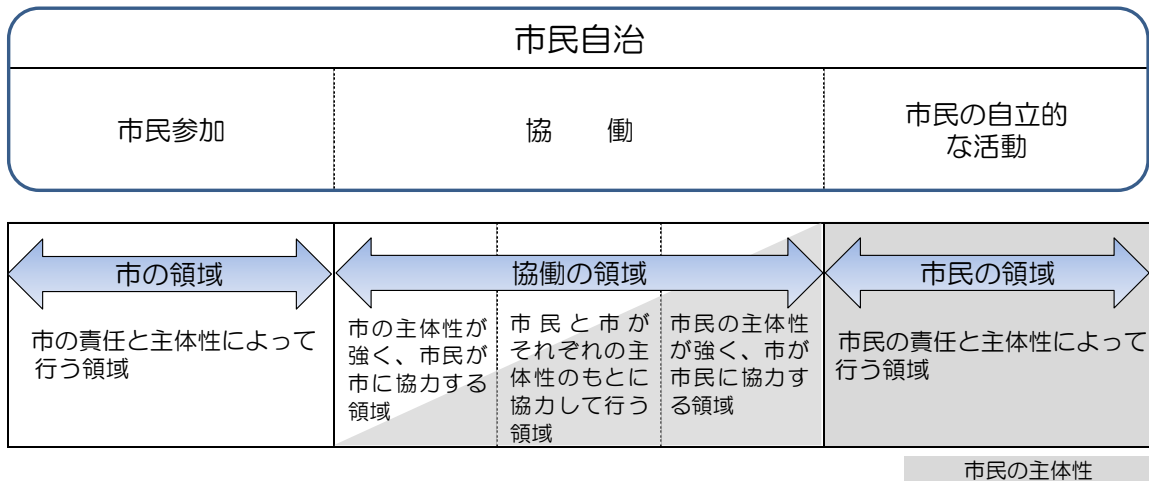 市民自治
市民参加
協　　働
市民の自立的
な活動
市の領域
協働の領域
市民の領域
市の責任と主体性によって
行う領域
市の主体性が
強く、市民が
市に協力する
領域
市民と市が
それぞれの主
体性のもとに
協力して行う
領域
市民の主体性
が強く、市が
市民に協力す
る領域
市民の責任と主体性によって
行う領域
市民の主体性